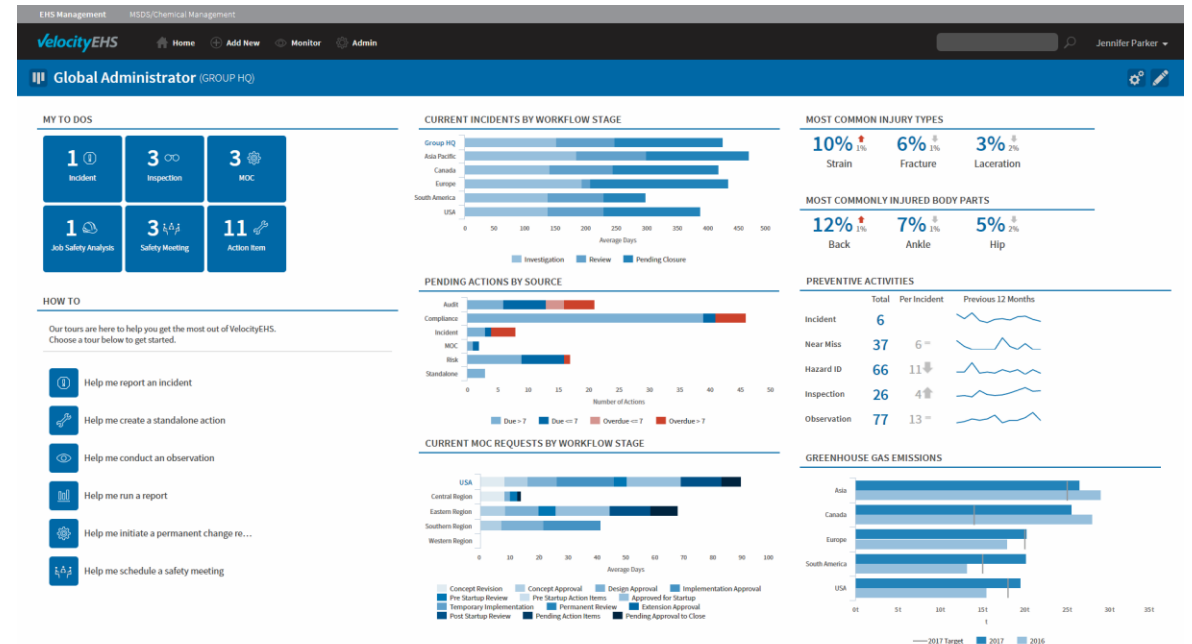 EHS Management MSDS/Chemical Management
VelocityEHS Home Add New Monitor Admin Jennifer Parker
Global Administrator (GROUP HQ)
MY TO DOS
1 3 3
Incident Inspection MOC
1 3 11
Job Safety Analysis Safety Meeting Action Item
HOW TO
Our tours are here to help you get the most out of VelocityEHS.
Choose a tour below to get started.
Help me report an incident
Help me create a standalone action
Help me conduct an observation
Help me run a report
Help me initiate a permanent change re...
Help me schedule a safety meeting
CURRENT INCIDENTS BY WORKFLOW STAGE
Group HQ
Asia Pacific
Canada
Europe
South America
USA
0 50 100 150 200 250 300 350 400 450 500
Average Days
Investigation Review Pending Closure
PENDING ACTIONS BY SOURCE
Audit
Compliance
Incident
MOC
Risk
Standalone
0 5 10 15 20 25 30 35 40 45 50
Number of Actions
Due > 7 Due <= 7 Overdue <= 7 Overdue > 7
CURRENT MOC REQUESTS BY WORKFLOW STAGE
USA
Central Region
Eastern Region
Southern Region
Western Region
0 10 20 30 40 50 60 70 80 90 100
Average Days
Concept Revision Concept Approval Design Approval Implementation Approval
Pre Startup Review Pre Startup Action Items Approved for Startup
Temporary Implementation Permanent Review Extension Approval
Post Startup Review Pending Action Items Pending Approval to Close
MOST COMMON INJURY TYPES
10% 1% 6% 1% 3% 2%
Strain Fracture Laceration
MOST COMMONLY INJURED BODY PARTS
12% 1% 7% 1% 5% 2%
Back Ankle Hip
PREVENTIVE ACTIVITIES
Total Per Incident Previous 12 Months
Incident 6
Near Miss 37 6 =
Hazard ID 66 11
Inspection 26 4
Observation 77 13 =
GREENHOUSE GAS EMISSIONS
Asia
Canada
Europe
South America
USA
0t 5t 10t 15t 20t 25t 30t 35t
t
2017 Target 2017 2016